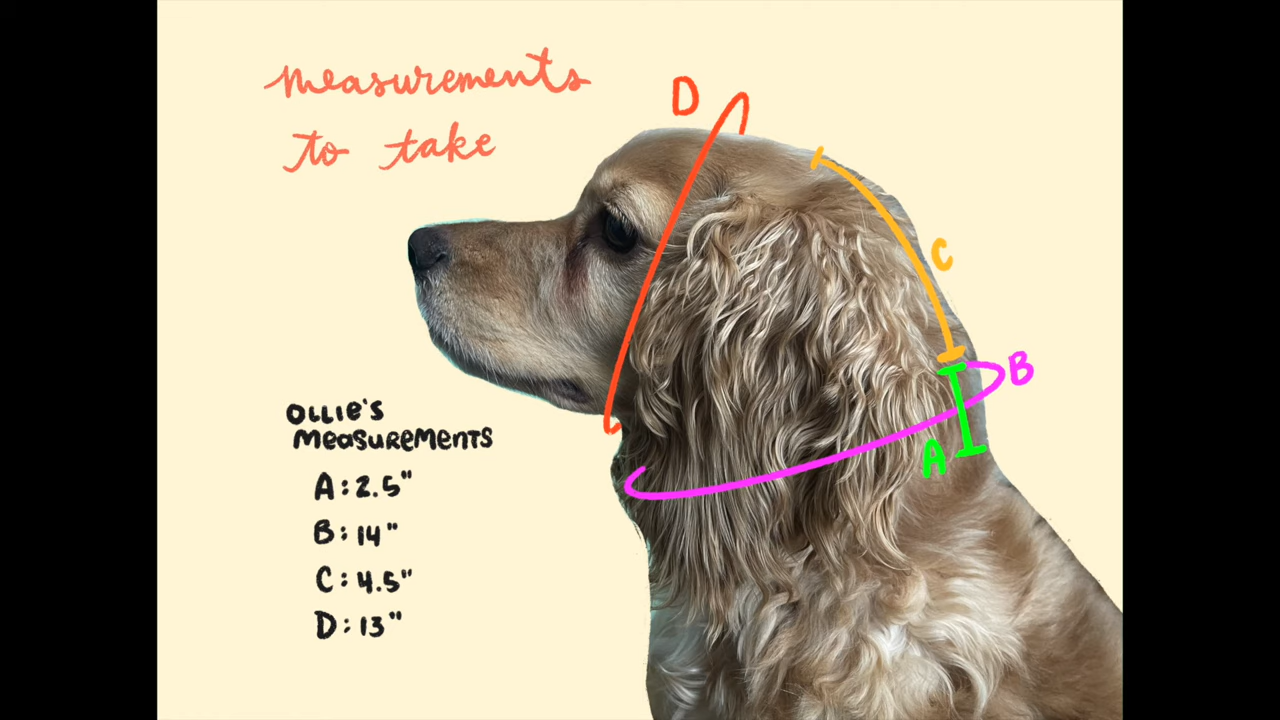 measurements
to take
D
C
B
A
OLLIE'S
MEASUREMENTS
A: 2.5"
B: 14"
C: 4.5"
D: 13"